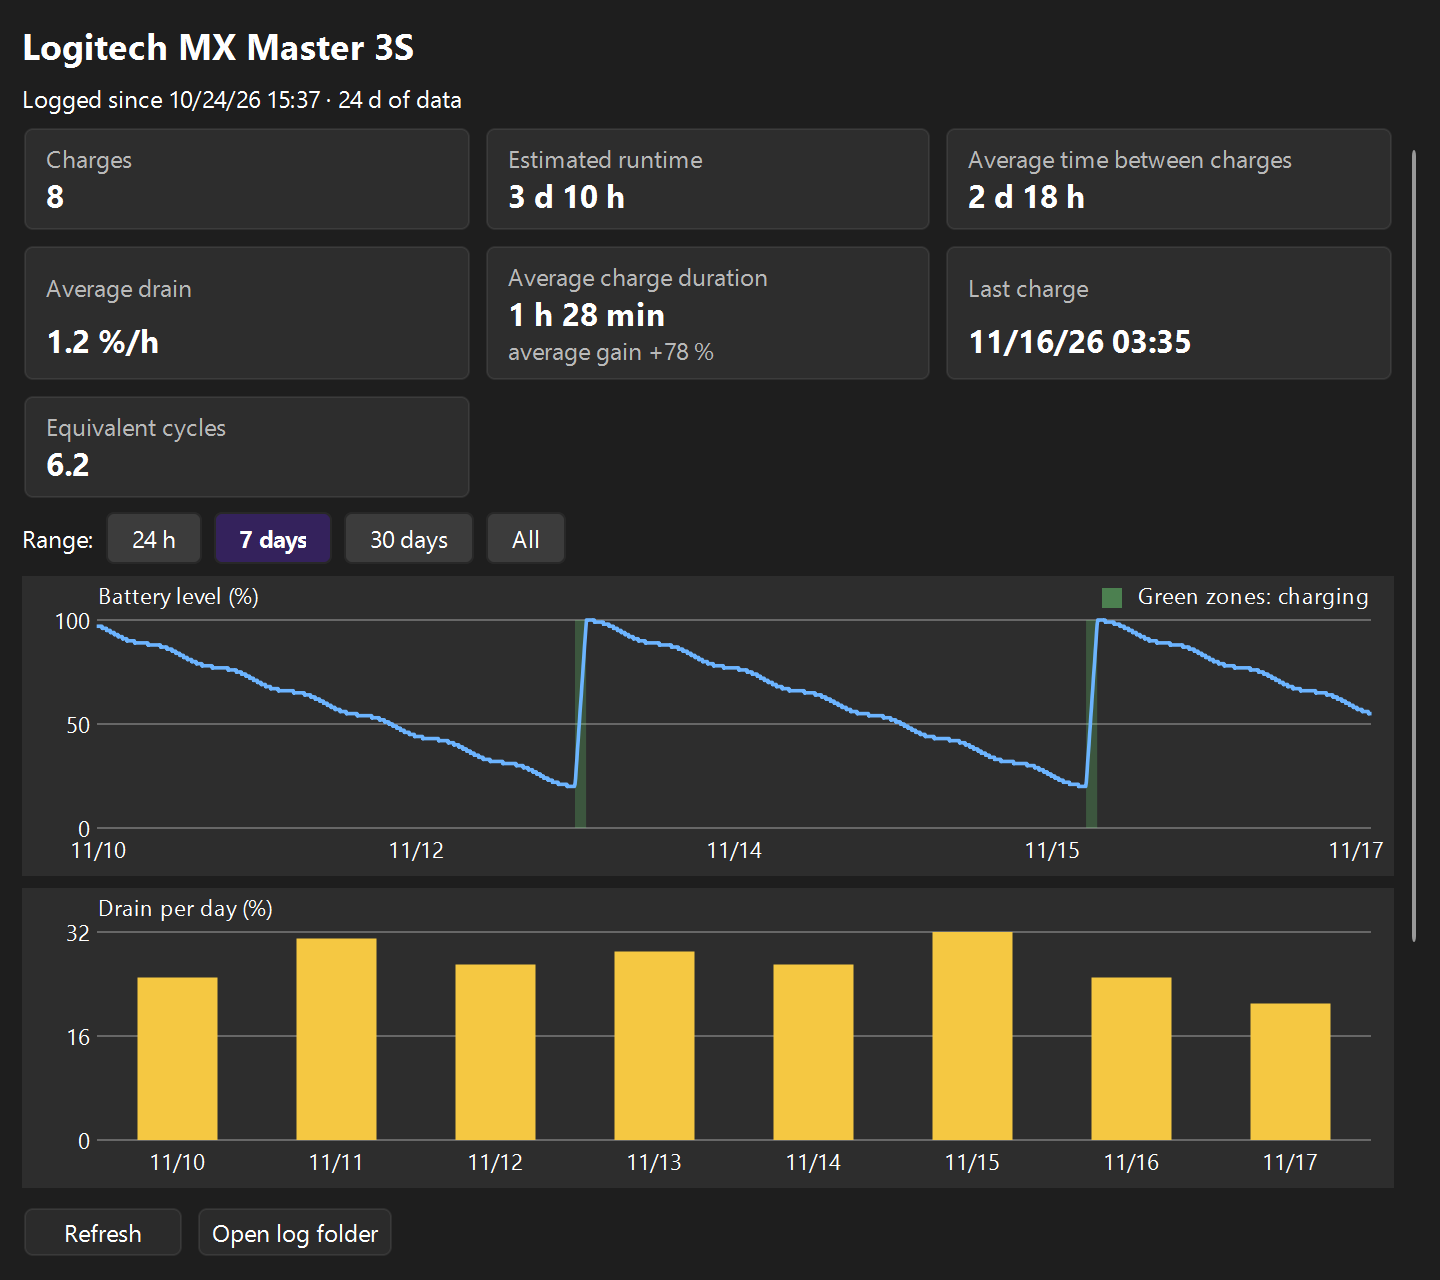 Logitech MX Master 3S
Logged since 10/24/26 15:37 · 24 d of data
Charges
8
Estimated runtime
3 d 10 h
Average time between charges
2 d 18 h
Average drain
1.2 %/h
Average charge duration
1 h 28 min
average gain +78 %
Last charge
11/16/26 03:35
Equivalent cycles
6.2
Range: 24 h 7 days 30 days All
Battery level (%)
Green zones: charging
100
50
0
11/10 11/12 11/14 11/15 11/17
Drain per day (%)
32
16
0
11/10 11/11 11/12 11/13 11/14 11/15 11/16 11/17
Refresh Open log folder